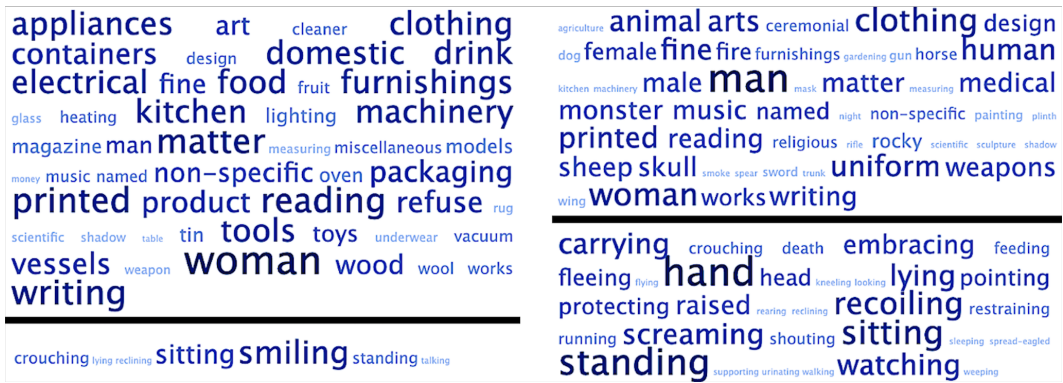 appliances art cleaner clothing
containers design domestic drink
electrical fine food fruit furnishings
glass heating kitchen lighting machinery
magazine man matter measuring miscellaneous models
money music named non-specific oven packaging
printed product reading refuse rug
scientific shadow table tin tools toys underwear vacuum
vessels weapon woman wood wool works
writing
crouching lying reclining sitting smiling standing talking
agriculture animal arts ceremonial clothing design
dog female fine fire furnishings gardening gun horse human
kitchen machinery male man mask matter measuring medical
monster music named night non-specific painting plinth
printed reading religious rifle rocky scientific sculpture shadow
sheep skull smoke spear sword trunk uniform weapons
wing woman works writing
carrying crouching death embracing feeding
fleeing flying hand head kneeling looking lying pointing
protecting raised rearing reclining recoiling restraining
running screaming shouting sitting sleeping spread-eagled
standing supporting urinating walking watching weeping